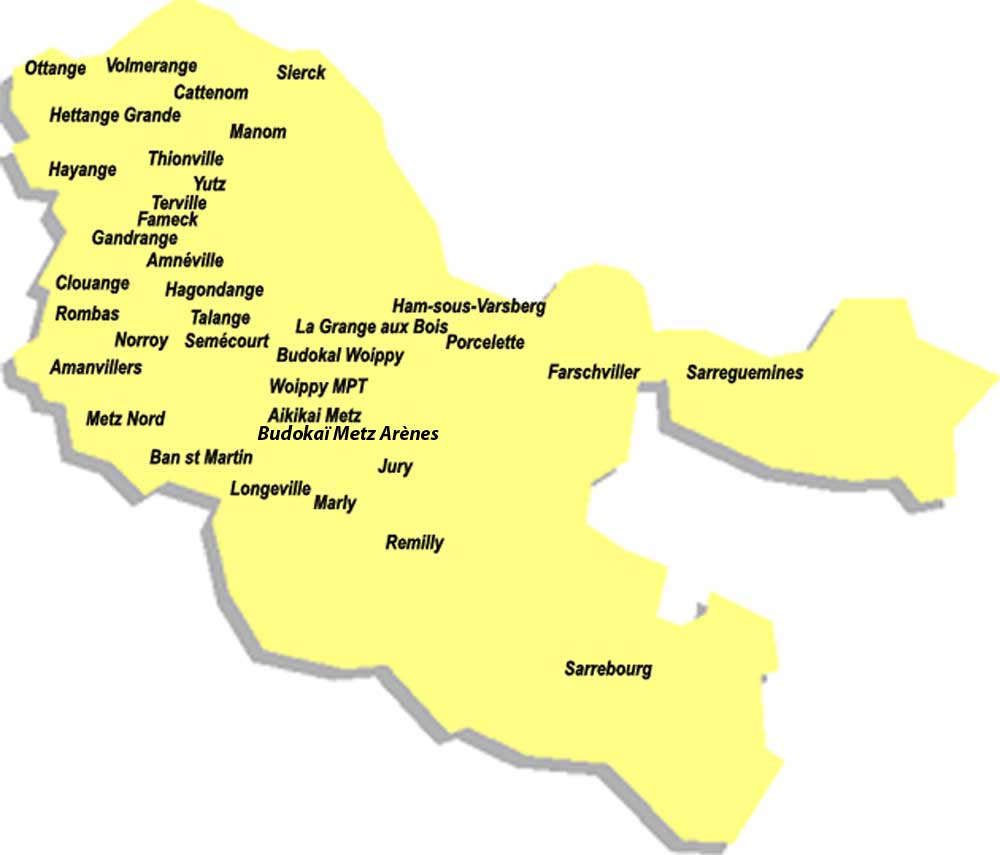 Ottange
Volmerange
Sierck
Cattenom
Hettange Grande
Manom
Thionville
Hayange
Yutz
Terville
Fameck
Gandrange
Amnéville
Clouange
Hagondange
Ham-sous-Varsberg
Rombas
Talange
La Grange aux Bois
Norroy
Semécourt
Porcelette
Budokal Woippy
Amanvillers
Farschviller
Sarreguemines
Woippy MPT
Metz Nord
Aikikai Metz
Budokaï Metz Arènes
Ban st Martin
Jury
Longeville
Marly
Remilly
Sarrebourg